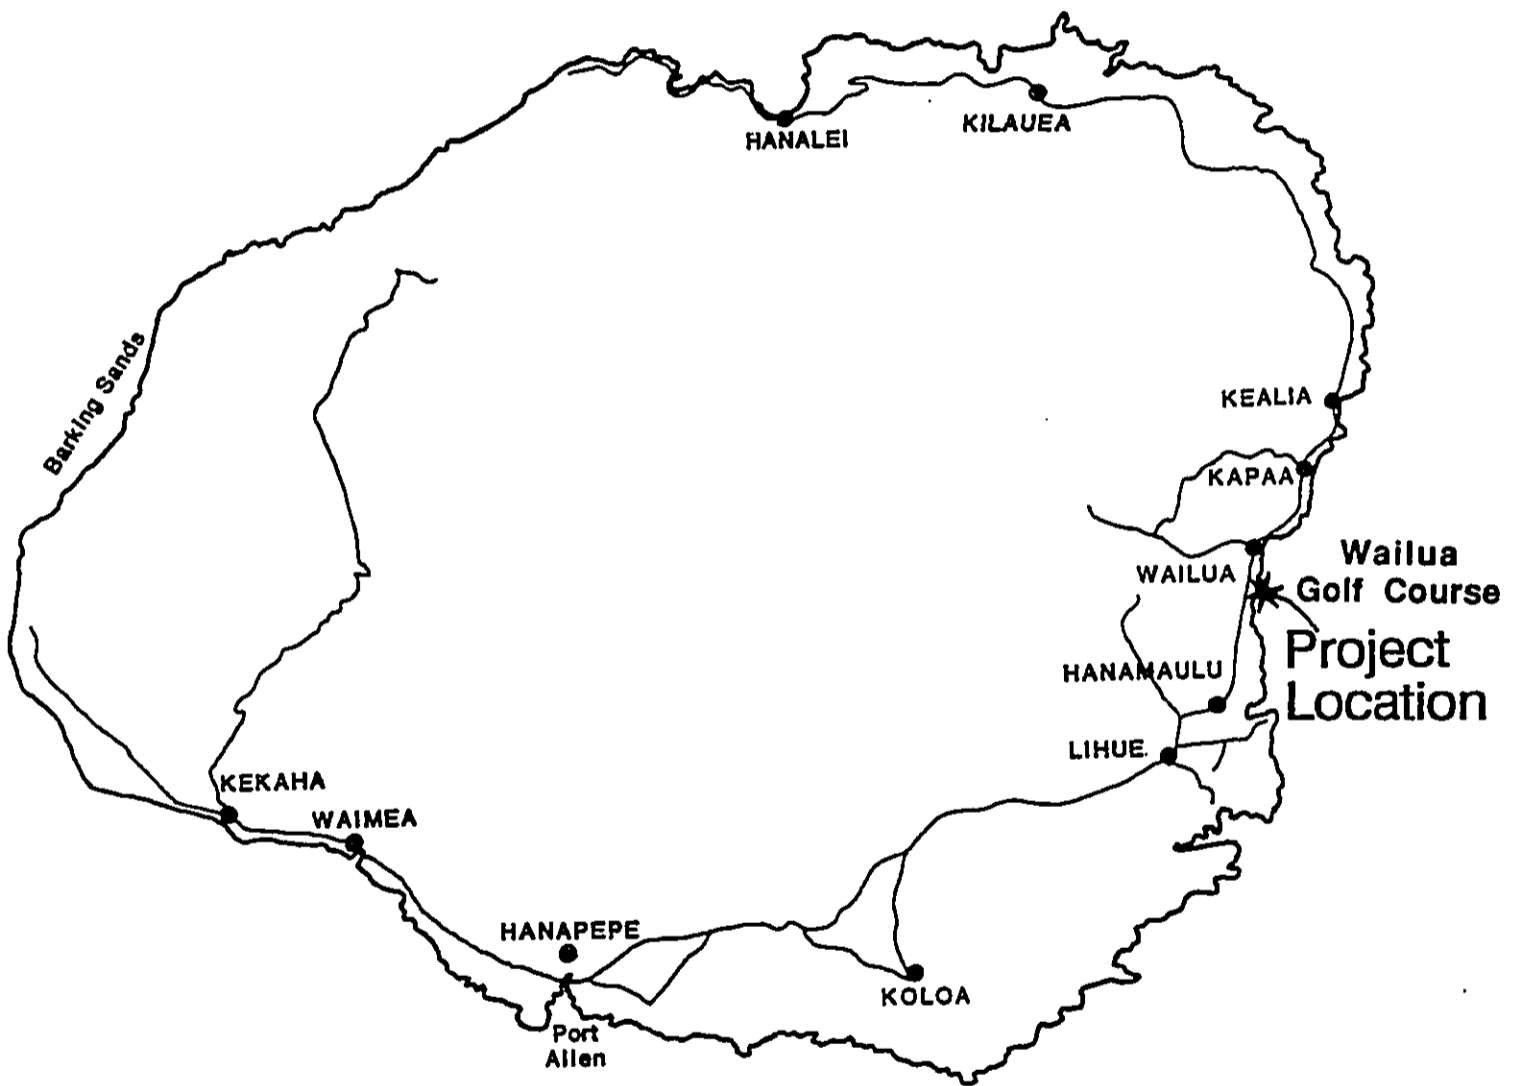 HANALEI
KILAUEA
Barking Sands
KEALIA
KAPAA
WAILUA
Wailua
Golf Course
Project
Location
HANAMAULU
LIHUE
KEKAHA
WAIMEA
HANAPEPE
KOLOA
Port
Allen